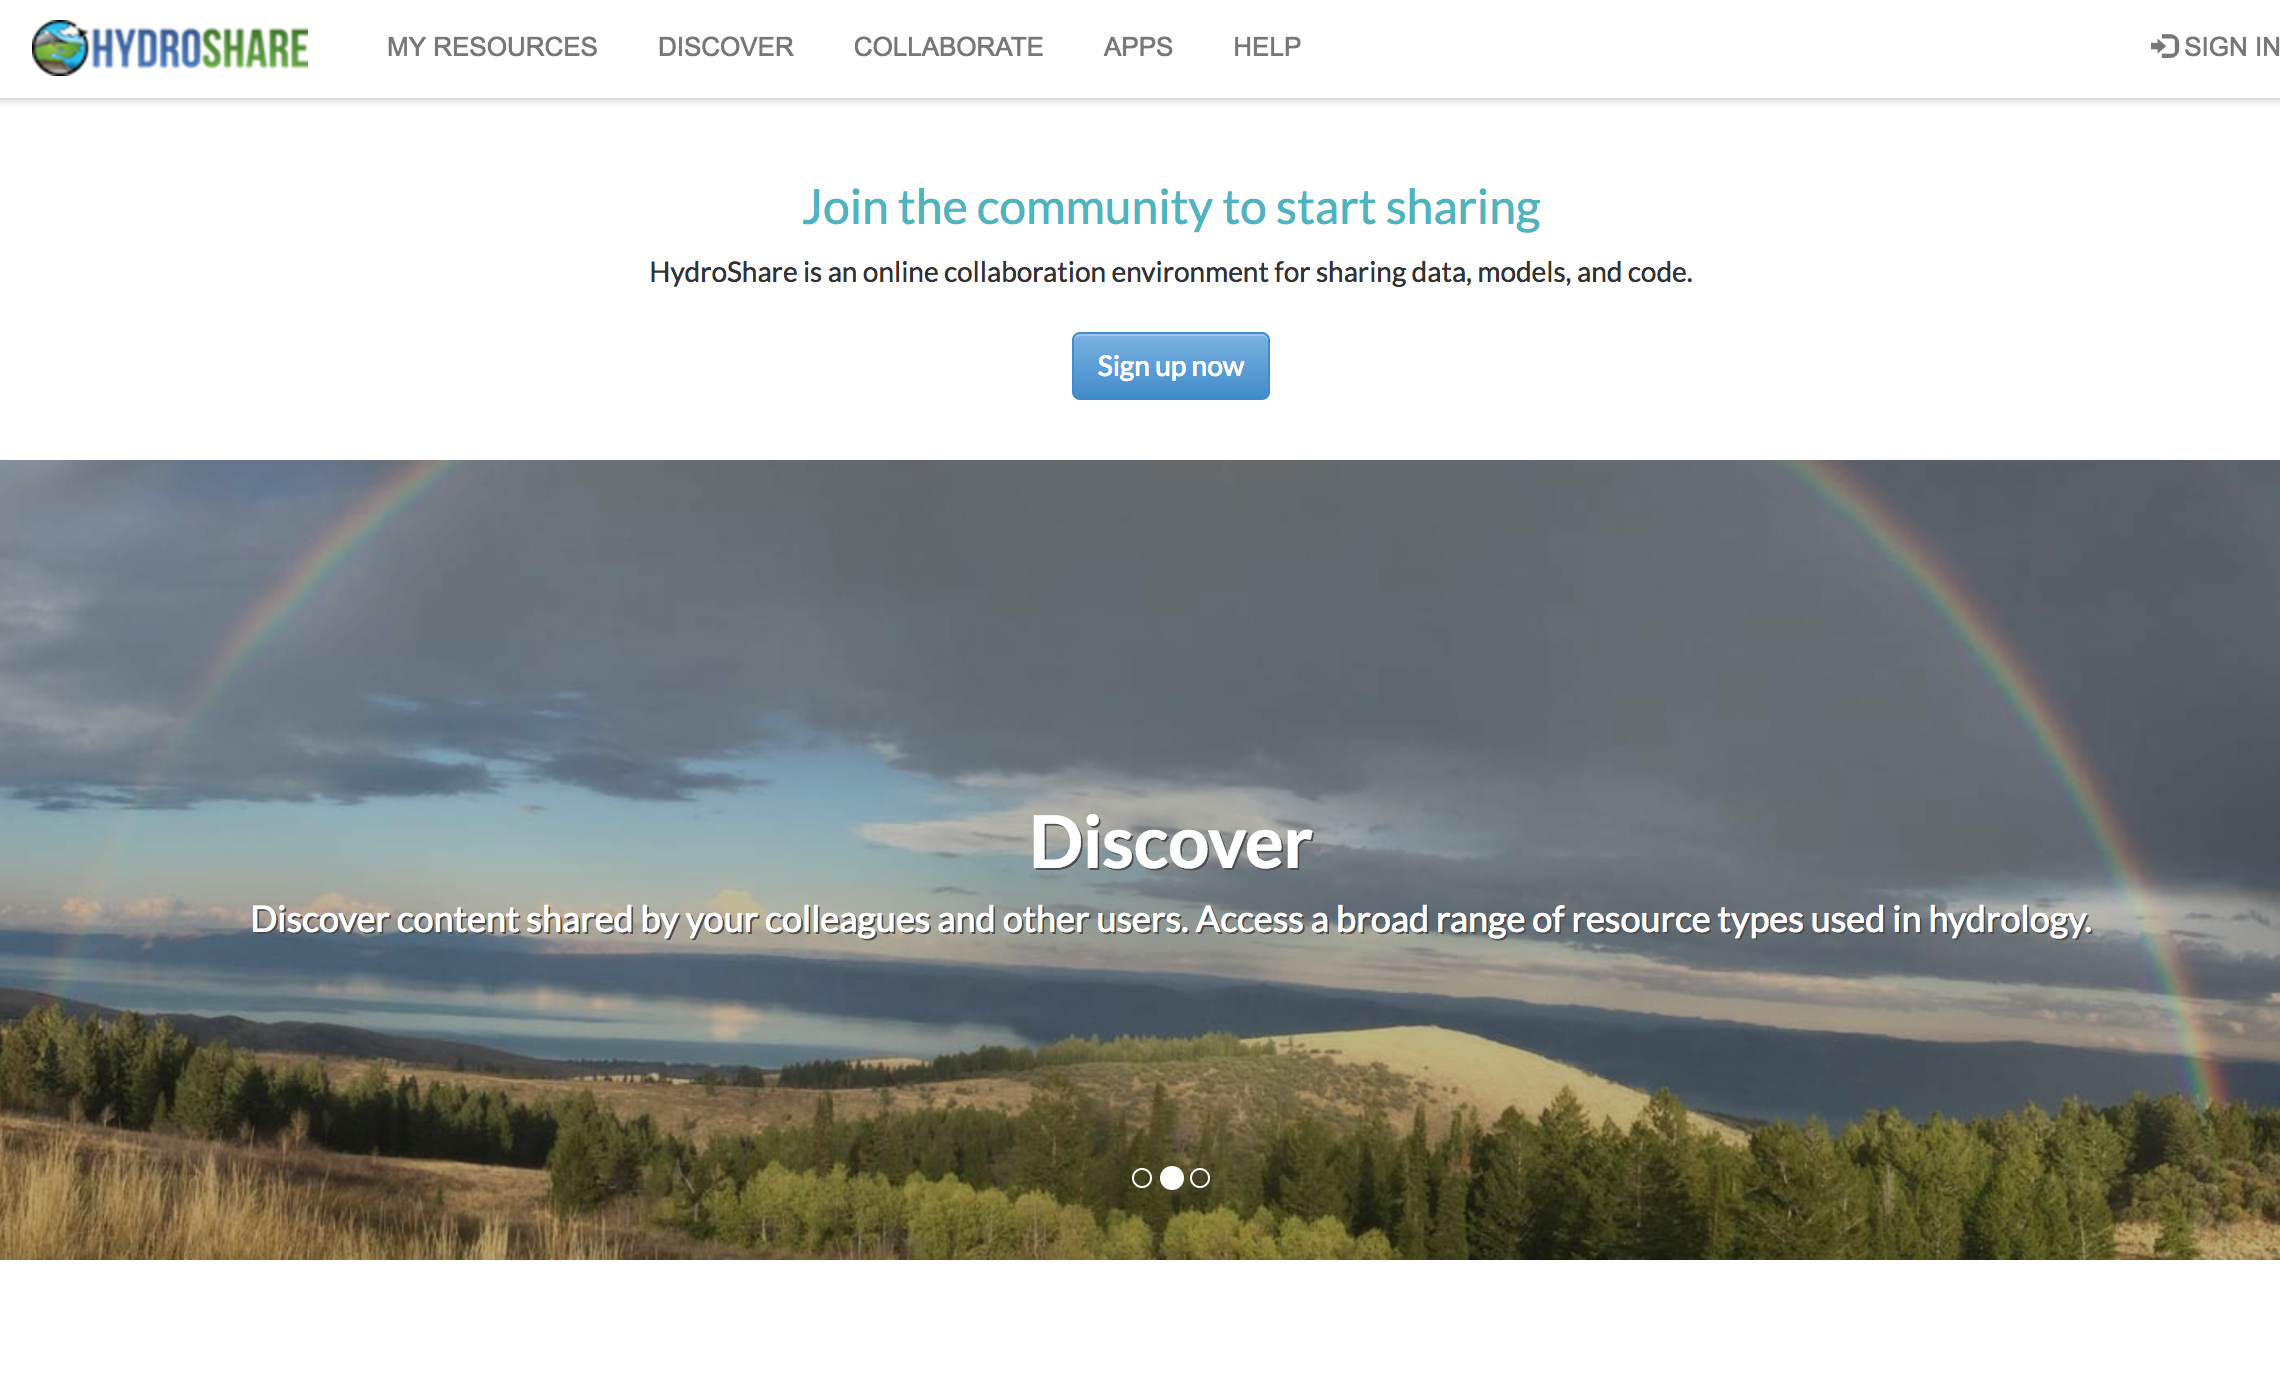 HYDROSHARE
MY RESOURCES
DISCOVER
COLLABORATE
APPS
HELP
SIGN IN
Join the community to start sharing
HydroShare is an online collaboration environment for sharing data, models, and code.
Sign up now
Discover
Discover content shared by your colleagues and other users. Access a broad range of resource types used in hydrology.